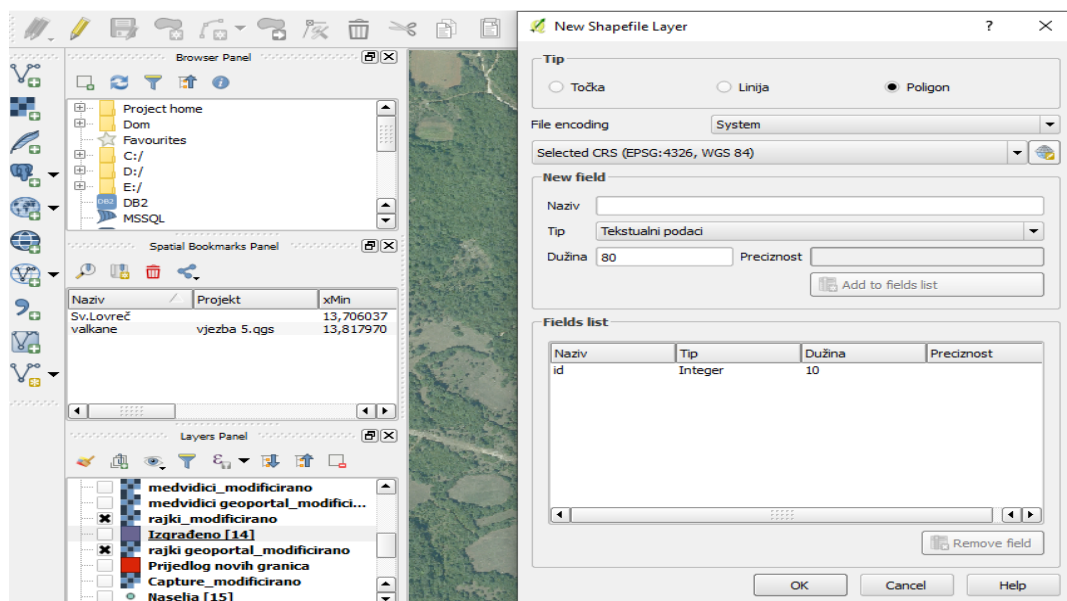 Browser Panel
Project home
Dom
Favourites
C:/
D:/
E:/
DB2 DB2
MSSQL
Spatial Bookmarks Panel
Naziv Projekt xMin
Sv.Lovreč 13,706037
valkane vjezba 5.qgs 13,817970
Layers Panel
medvidici_modificirano
medvidici geoportal_modifici...
rajki_modificirano
Izgrađeno [14]
rajki geoportal_modificirano
Prijedlog novih granica
Capture_modificirano
Naselja [15]
New Shapefile Layer ? X
Tip
Točka Linija Poligon
File encoding System
Selected CRS (EPSG:4326, WGS 84)
New field
Naziv
Tip Tekstualni podaci
Dužina 80 Preciznost
Add to fields list
Fields list
Naziv Tip Dužina Preciznost
id Integer 10
Remove field
OK Cancel Help